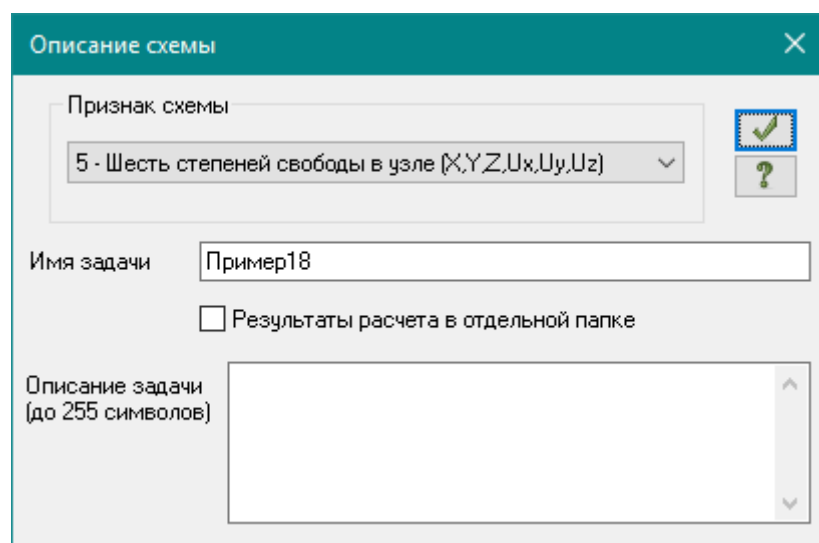 Описание схемы
Признак схемы
5 - Шесть степеней свободы в узле (X,Y,Z,Ux,Uy,Uz)
Имя задачи Пример18
Результаты расчета в отдельной папке
Описание задачи
(до 255 символов)